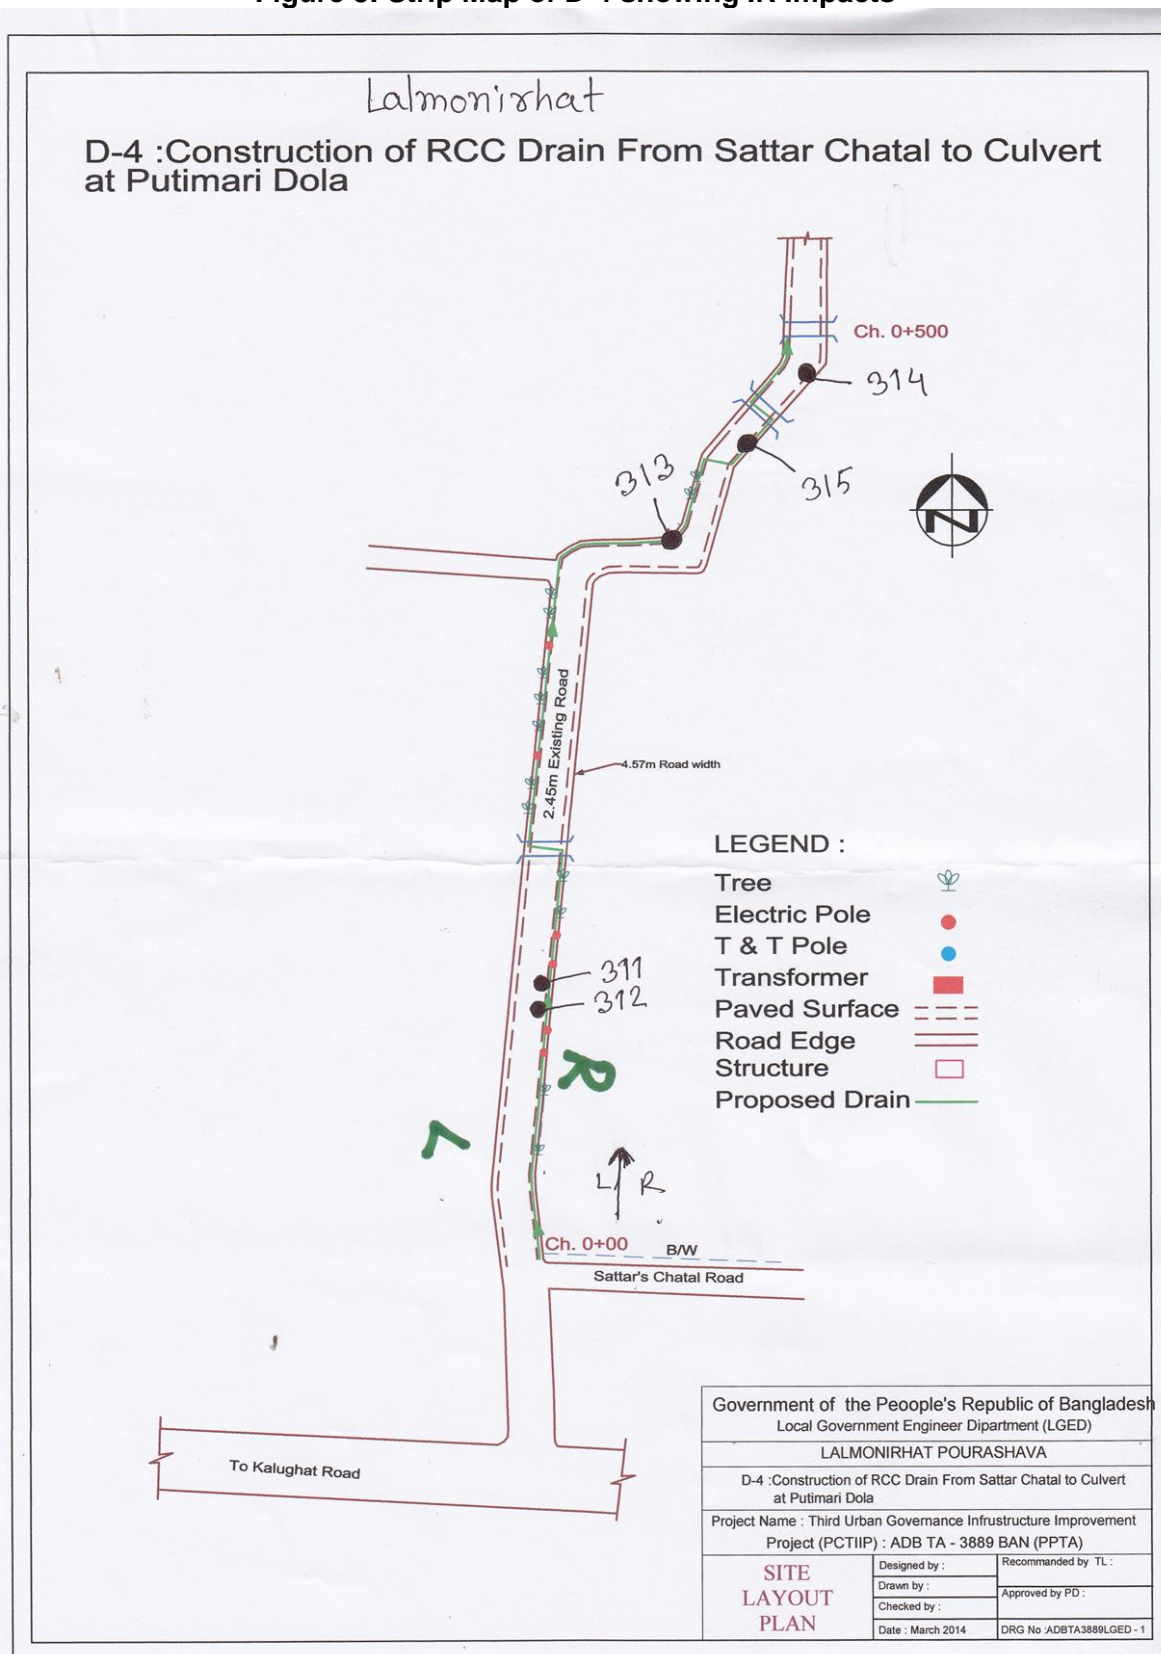 Lalmonirhat
D-4 :Construction of RCC Drain From Sattar Chatal to Culvert
at Putimari Dola
Ch. 0+500
314
313
315
N
2.45m Existing Road
4.57m Road width
LEGEND :
Tree
Electric Pole
T & T Pole
Transformer
Paved Surface
Road Edge
Structure
Proposed Drain
311
312
R
L
L R
Ch. 0+00
B/W
Sattar's Chatal Road
To Kalughat Road
Government of the Peoople's Republic of Bangladesh
Local Government Engineer Dipartment (LGED)
LALMONIRHAT POURASHAVA
D-4 :Construction of RCC Drain From Sattar Chatal to Culvert
at Putimari Dola
Project Name : Third Urban Governance Infrustructure Improvement
Project (PCTIIP) : ADB TA - 3889 BAN (PPTA)
SITE
LAYOUT
PLAN
Designed by :
Drawn by :
Checked by :
Date : March 2014
Recommanded by TL :
Approved by PD :
DRG No :ADBTA3889LGED - 1